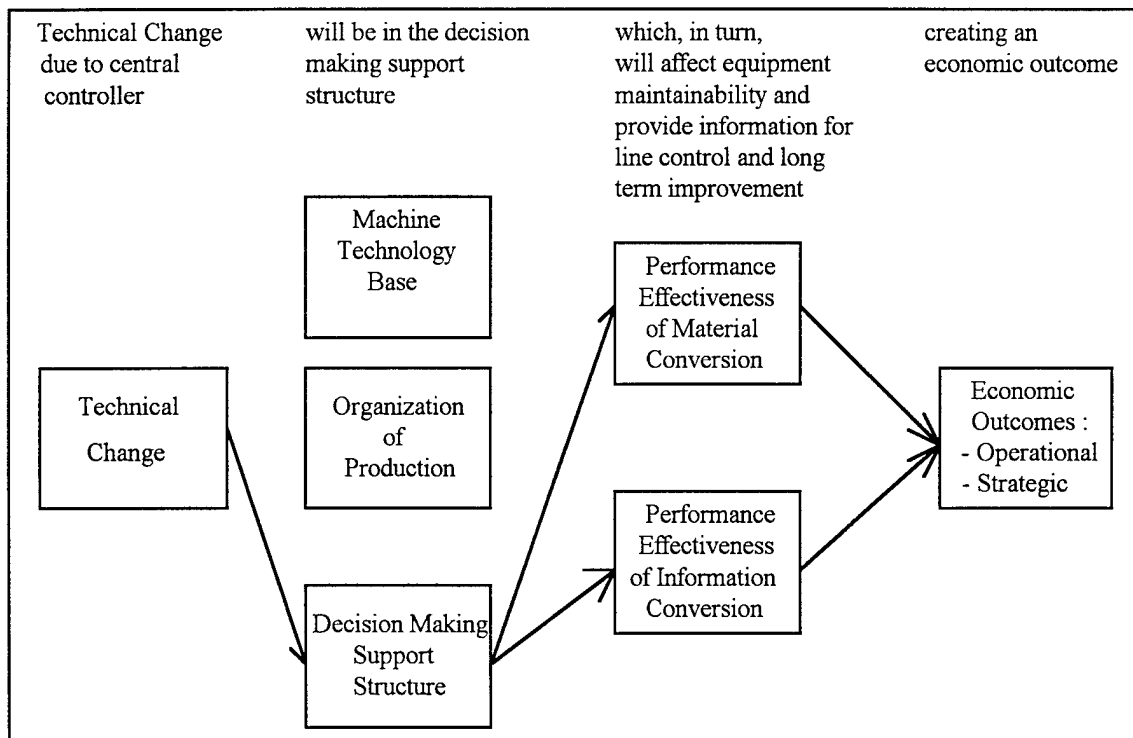 Technical Change
due to central
controller
will be in the decision
making support
structure
which, in turn,
will affect equipment
maintainability and
provide information for
line control and long
term improvement
creating an
economic outcome
Machine
Technology
Base
Performance
Effectiveness
of Material
Conversion
Technical
Change
Organization
of
Production
Economic
Outcomes :
- Operational
- Strategic
Performance
Effectiveness
of Information
Conversion
Decision Making
Support
Structure